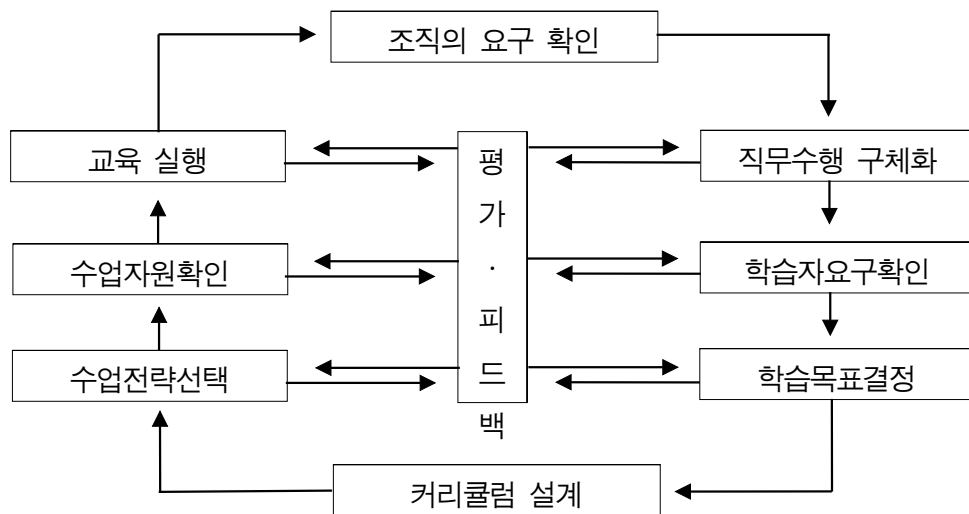 조직의 요구 확인
교육 실행
직무수행 구체화
수업자원확인
학습자요구확인
수업전략선택
학습목표결정
평
가
·
피
드
백
커리큘럼 설계